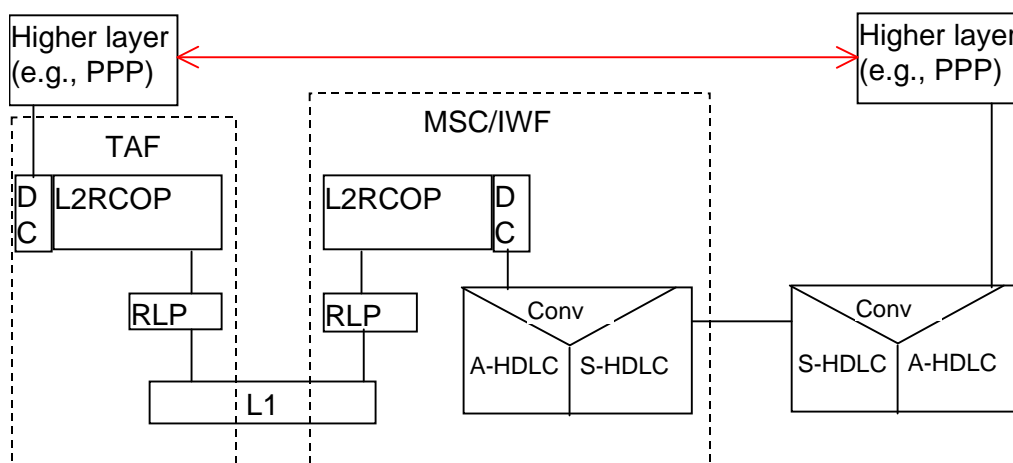 Higher layer
(e.g., PPP)
Higher layer
(e.g., PPP)
TAF
MSC/IWF
D
C
L2RCOP
L2RCOP
D
C
RLP
RLP
Conv
A-HDLC
S-HDLC
Conv
S-HDLC
A-HDLC
L1